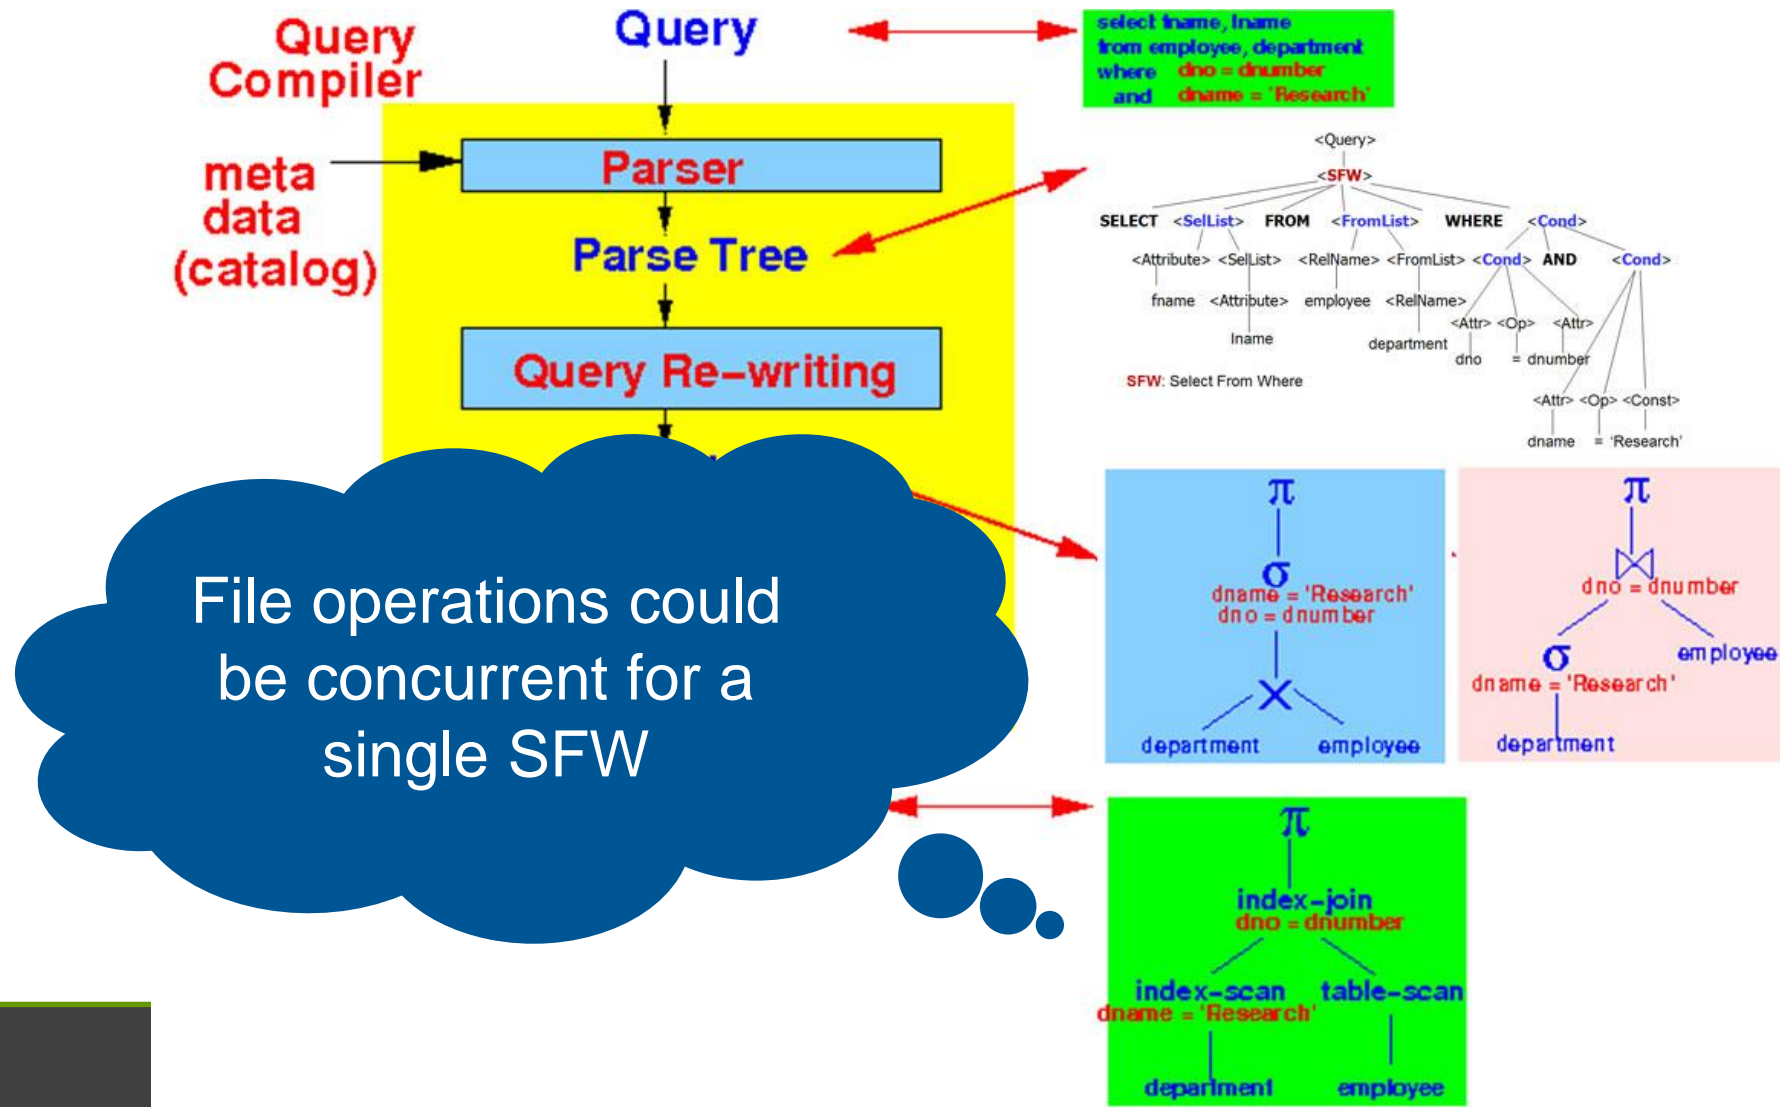 Query
Compiler
Query
select fname, lname
from employee, department
where dno = dnumber
and dname = 'Research'
meta
data
(catalog)
Parser
Parse Tree
Query Re-writing
<Query>
<SFW>
SELECT <SelList> FROM <FromList> WHERE <Cond>
<Attribute> <SelList> <RelName> <FromList> <Cond> AND <Cond>
fname <Attribute> employee <RelName>
<Attr> <Op> <Attr>
lname department
dno = dnumber
SFW: Select From Where
<Attr> <Op> <Const>
dname = 'Research'
File operations could
be concurrent for a
single SFW
π
σ
dname = 'Research'
dno = dnumber
X
department employee
π
⋈
dno = dnumber
σ employee
dname = 'Research'
department
π
index-join
dno = dnumber
index-scan table-scan
dname = 'Research'
department employee